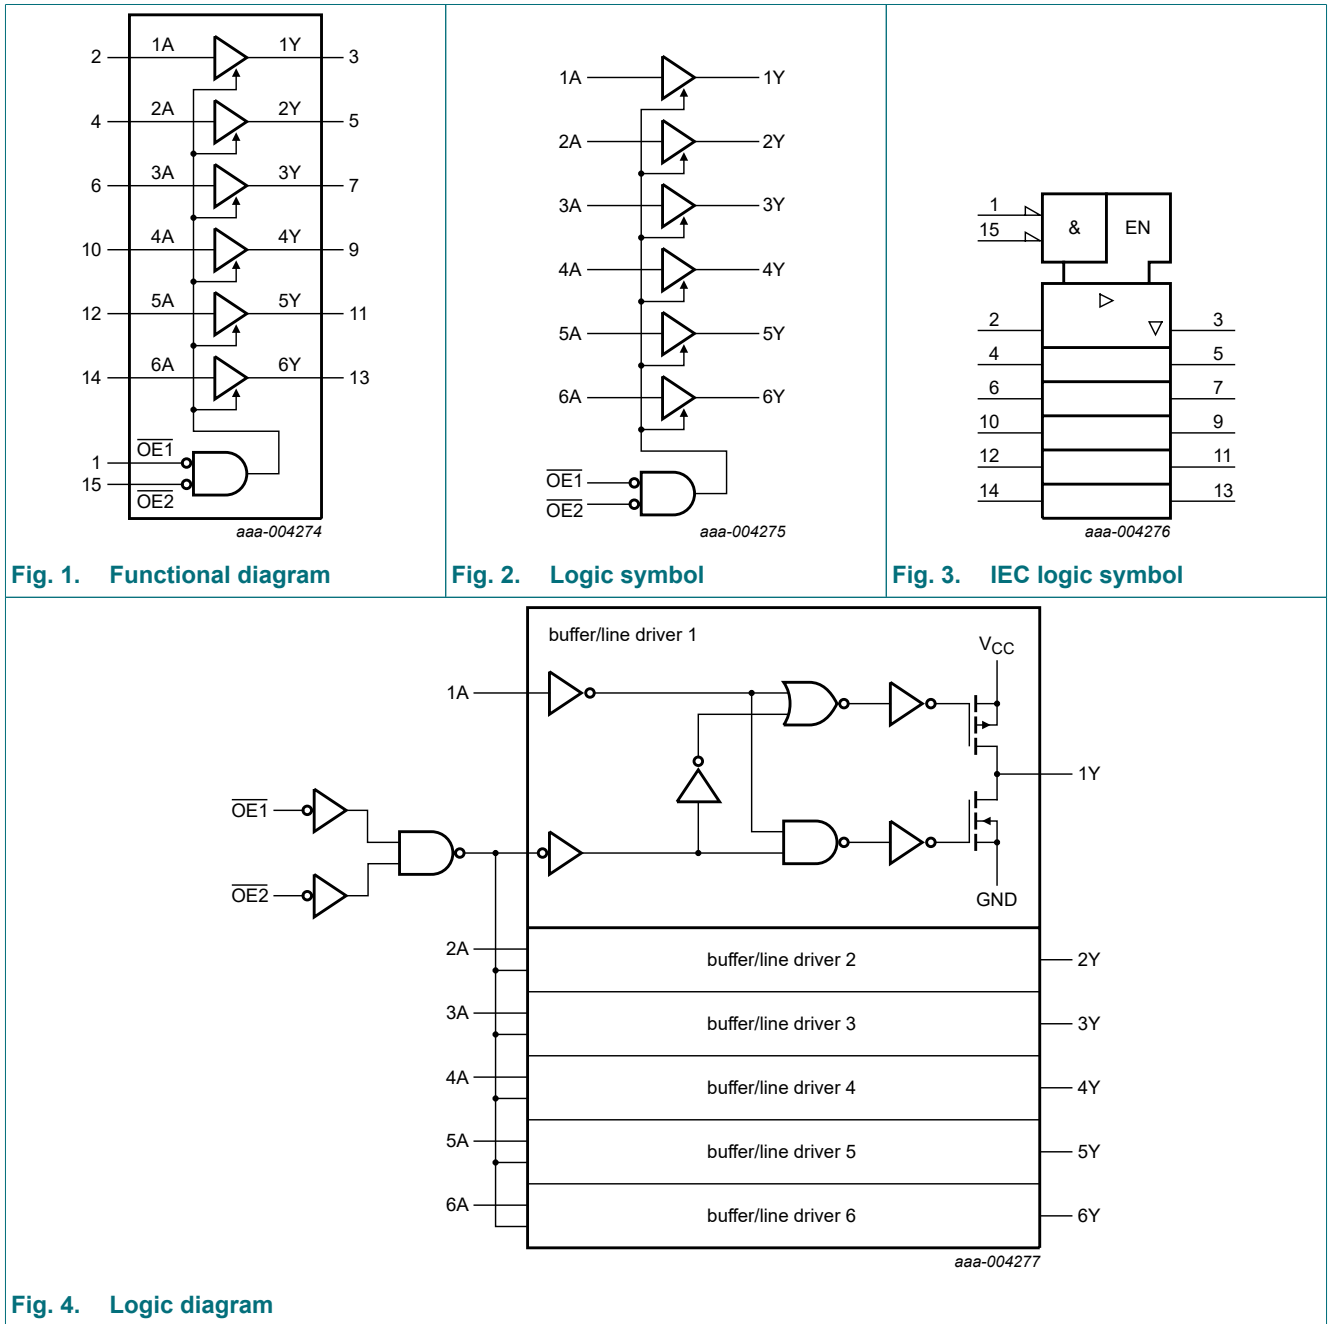 2 1A 1Y 3
4 2A 2Y 5
6 3A 3Y 7
10 4A 4Y 9
12 5A 5Y 11
14 6A 6Y 13
1 O̅E̅1̅
15 O̅E̅2̅
aaa-004274
Fig. 1. Functional diagram
1A 1Y
2A 2Y
3A 3Y
4A 4Y
5A 5Y
6A 6Y
O̅E̅1̅
O̅E̅2̅
aaa-004275
Fig. 2. Logic symbol
1
15
& EN
2 3
4 5
6 7
10 9
12 11
14 13
aaa-004276
Fig. 3. IEC logic symbol
buffer/line driver 1
VCC
1A
1Y
O̅E̅1̅
O̅E̅2̅
GND
2A buffer/line driver 2 2Y
3A buffer/line driver 3 3Y
4A buffer/line driver 4 4Y
5A buffer/line driver 5 5Y
6A buffer/line driver 6 6Y
aaa-004277
Fig. 4. Logic diagram